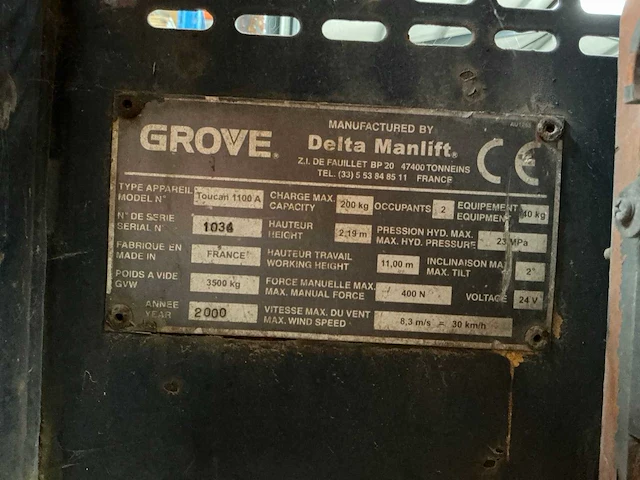 GROVE®
MANUFACTURED BY
Delta Manlift®
Z.I. DE FAUILLET BP 20 47400 TONNEINS
TEL. (33) 5 53 84 85 11 FRANCE
CE
TYPE APPAREIL
MODEL N° Toucan 1100 A
CHARGE MAX.
CAPACITY 200 kg
OCCUPANTS 2
EQUIPEMENT
EQUIPMENT 40 kg
N° DE SERIE
SERIAL N° 1034
HAUTEUR
HEIGHT 2,19 m
PRESSION HYD. MAX.
MAX. HYD. PRESSURE 23 MPa
FABRIQUE EN
MADE IN FRANCE
HAUTEUR TRAVAIL
WORKING HEIGHT 11,00 m
INCLINAISON MAX
MAX. TILT 2°
POIDS A VIDE
GVW 3500 kg
FORCE MANUELLE MAX.
MAX. MANUAL FORCE 400 N
VOLTAGE 24 V
ANNEE
YEAR 2000
VITESSE MAX. DU VENT
MAX. WIND SPEED 8,3 m/s = 30 km/h